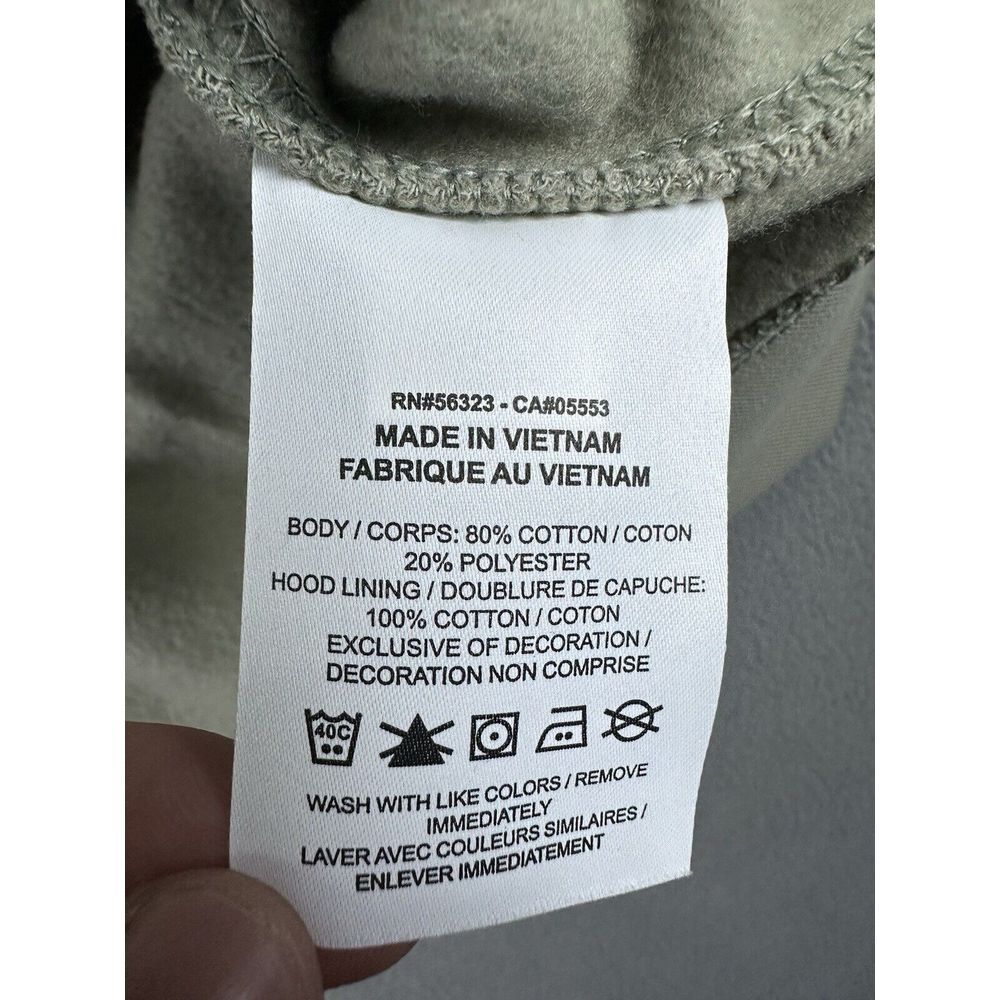 RN#56323 - CA#05553
MADE IN VIETNAM
FABRIQUE AU VIETNAM
BODY / CORPS: 80% COTTON / COTON
20% POLYESTER
HOOD LINING / DOUBLURE DE CAPUCHE:
100% COTTON / COTON
EXCLUSIVE OF DECORATION /
DECORATION NON COMPRISE
40C
WASH WITH LIKE COLORS / REMOVE
IMMEDIATELY
LAVER AVEC COULEURS SIMILAIRES /
ENLEVER IMMEDIATEMENT